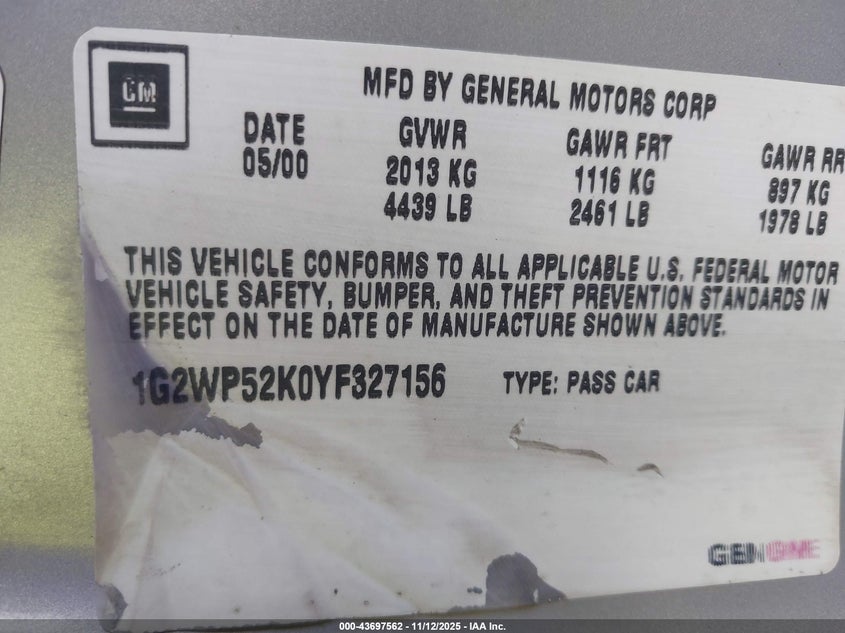 GM
MFD BY GENERAL MOTORS CORP
DATE GVWR GAWR FRT GAWR RR
05/00 2013 KG 1116 KG 897 KG
4439 LB 2461 LB 1978 LB
THIS VEHICLE CONFORMS TO ALL APPLICABLE U.S. FEDERAL MOTOR
VEHICLE SAFETY, BUMPER, AND THEFT PREVENTION STANDARDS IN
EFFECT ON THE DATE OF MANUFACTURE SHOWN ABOVE.
1G2WP52K0YF327156 TYPE: PASS CAR
000-43697562 - 11/12/2025 - IAA Inc.